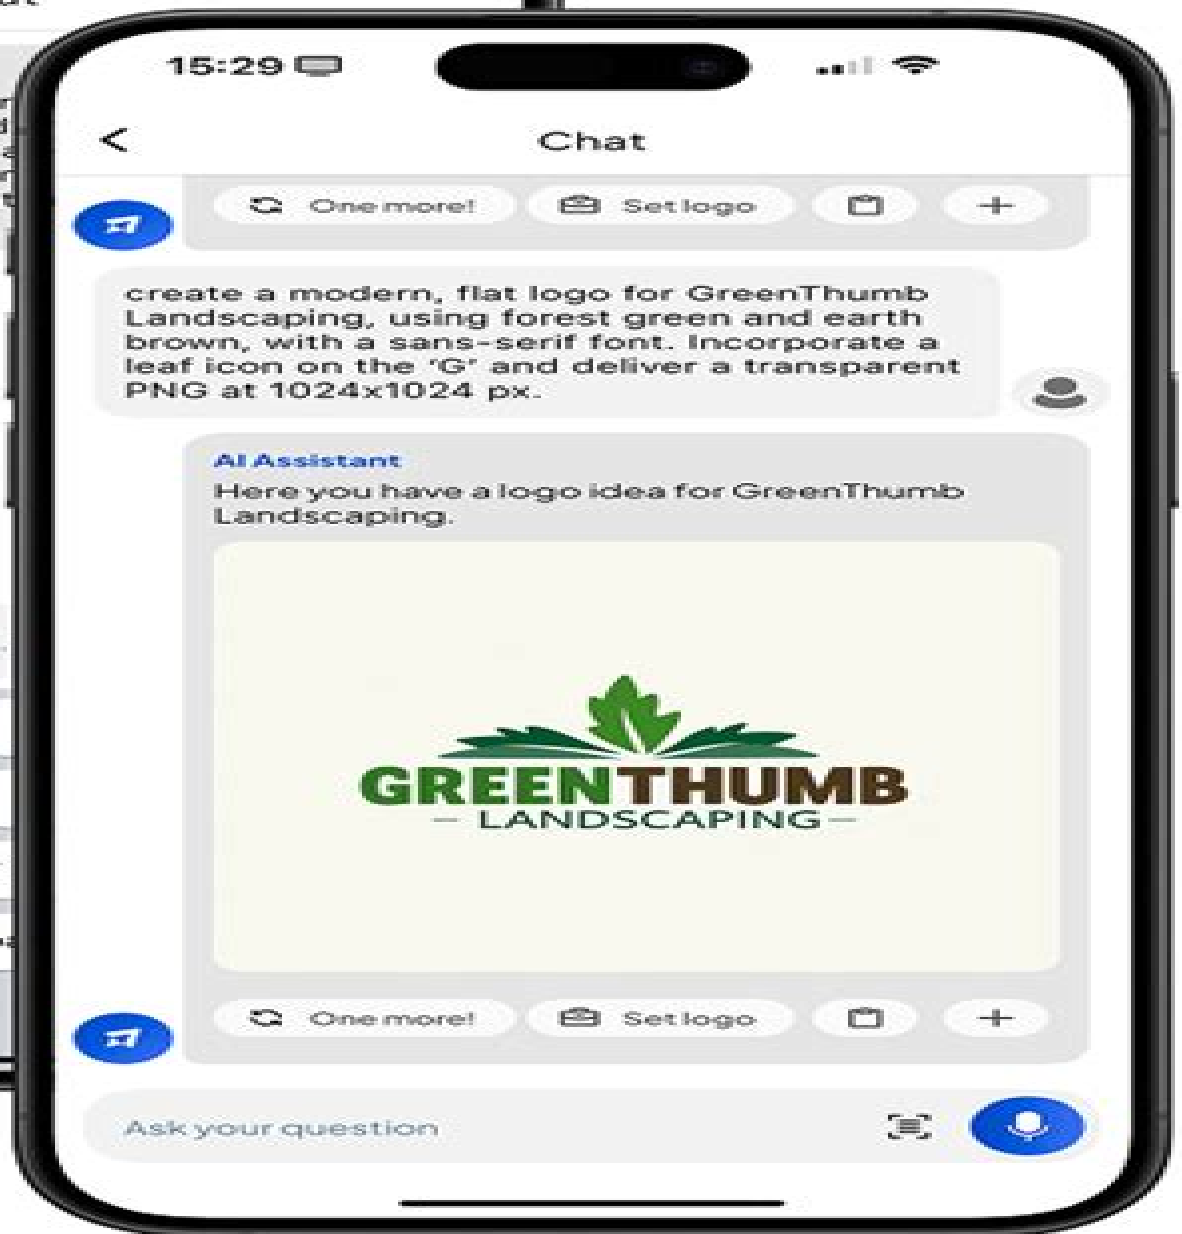 15:29
Chat
One more! Set logo
create a modern, flat logo for GreenThumb
Landscaping, using forest green and earth
brown, with a sans-serif font. Incorporate a
leaf icon on the 'G' and deliver a transparent
PNG at 1024x1024 px.
AI Assistant
Here you have a logo idea for GreenThumb
Landscaping.
GREENTHUMB
- LANDSCAPING -
One more! Set logo
Ask your question